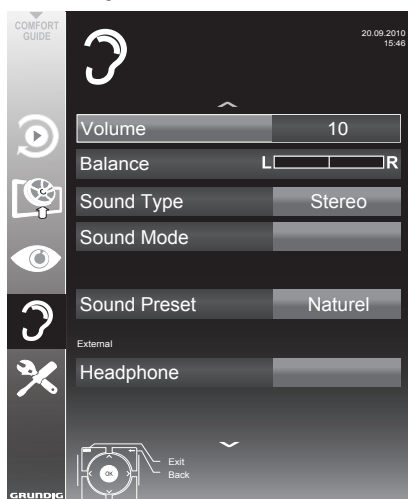 COMFORT
GUIDE
20.09.2010
15:46
Volume 10
Balance L R
Sound Type Stereo
Sound Mode
Sound Preset Naturel
External
Headphone
OK
Exit
Back
GRUNDIG